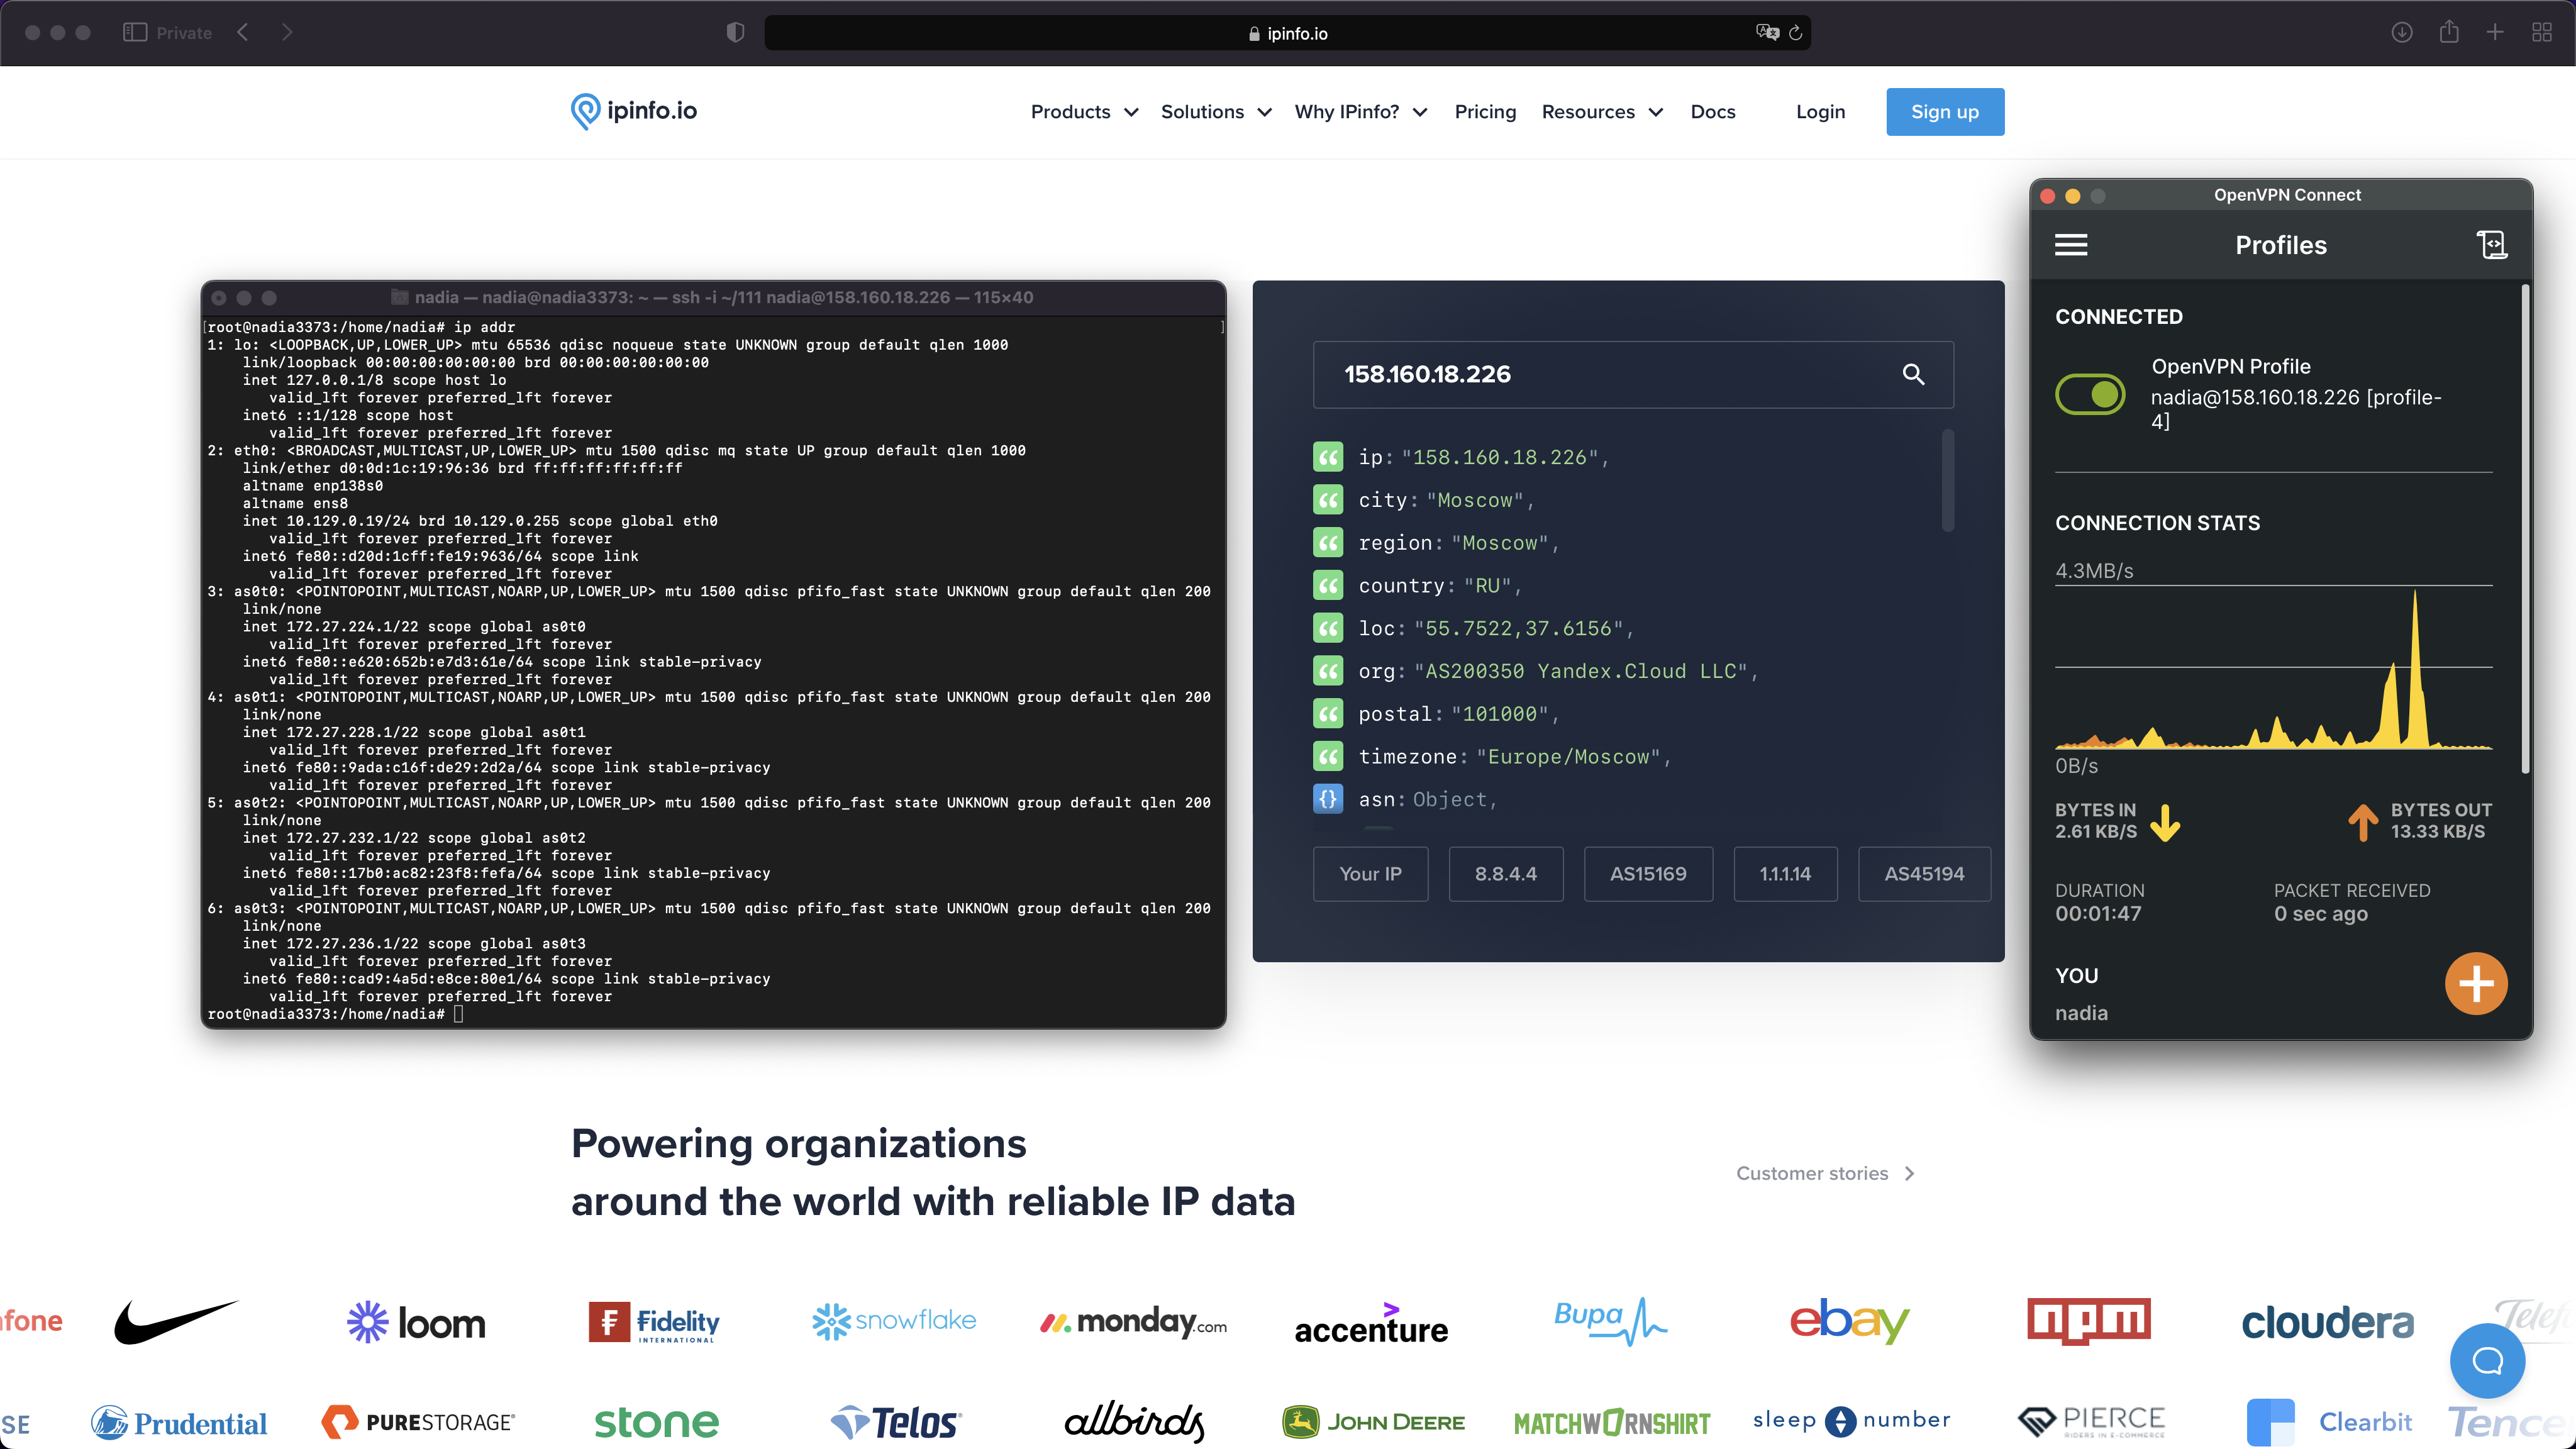 Private
ipinfo.io
ipinfo.io
Products
Solutions
Why IPinfo?
Pricing
Resources
Docs
Login
Sign up
nadia — nadia@nadia3373: ~ — ssh -i ~/111 nadia@158.160.18.226 — 115×40
[root@nadia3373:/home/nadia# ip addr ]
1: lo: <LOOPBACK,UP,LOWER_UP> mtu 65536 qdisc noqueue state UNKNOWN group default qlen 1000
link/loopback 00:00:00:00:00:00 brd 00:00:00:00:00:00
inet 127.0.0.1/8 scope host lo
valid_lft forever preferred_lft forever
inet6 ::1/128 scope host
valid_lft forever preferred_lft forever
2: eth0: <BROADCAST,MULTICAST,UP,LOWER_UP> mtu 1500 qdisc mq state UP group default qlen 1000
link/ether d0:0d:1c:19:96:36 brd ff:ff:ff:ff:ff:ff
altname enp138s0
altname ens8
inet 10.129.0.19/24 brd 10.129.0.255 scope global eth0
valid_lft forever preferred_lft forever
inet6 fe80::d20d:1cff:fe19:9636/64 scope link
valid_lft forever preferred_lft forever
3: as0t0: <POINTOPOINT,MULTICAST,NOARP,UP,LOWER_UP> mtu 1500 qdisc pfifo_fast state UNKNOWN group default qlen 200
link/none
inet 172.27.224.1/22 scope global as0t0
valid_lft forever preferred_lft forever
inet6 fe80::e620:652b:e7d3:61e/64 scope link stable-privacy
valid_lft forever preferred_lft forever
4: as0t1: <POINTOPOINT,MULTICAST,NOARP,UP,LOWER_UP> mtu 1500 qdisc pfifo_fast state UNKNOWN group default qlen 200
link/none
inet 172.27.228.1/22 scope global as0t1
valid_lft forever preferred_lft forever
inet6 fe80::9ada:c16f:de29:2d2a/64 scope link stable-privacy
valid_lft forever preferred_lft forever
5: as0t2: <POINTOPOINT,MULTICAST,NOARP,UP,LOWER_UP> mtu 1500 qdisc pfifo_fast state UNKNOWN group default qlen 200
link/none
inet 172.27.232.1/22 scope global as0t2
valid_lft forever preferred_lft forever
inet6 fe80::17b0:ac82:23f8:fefa/64 scope link stable-privacy
valid_lft forever preferred_lft forever
6: as0t3: <POINTOPOINT,MULTICAST,NOARP,UP,LOWER_UP> mtu 1500 qdisc pfifo_fast state UNKNOWN group default qlen 200
link/none
inet 172.27.236.1/22 scope global as0t3
valid_lft forever preferred_lft forever
inet6 fe80::cad9:4a5d:e8ce:80e1/64 scope link stable-privacy
valid_lft forever preferred_lft forever
root@nadia3373:/home/nadia#
158.160.18.226
ip: "158.160.18.226",
city: "Moscow",
region: "Moscow",
country: "RU",
loc: "55.7522,37.6156",
org: "AS200350 Yandex.Cloud LLC",
postal: "101000",
timezone: "Europe/Moscow",
{} asn: Object,
Your IP
8.8.4.4
AS15169
1.1.1.14
AS45194
OpenVPN Connect
Profiles
CONNECTED
OpenVPN Profile
nadia@158.160.18.226 [profile-
4]
CONNECTION STATS
4.3MB/s
0B/s
BYTES IN
2.61 KB/S
BYTES OUT
13.33 KB/S
DURATION
00:01:47
PACKET RECEIVED
0 sec ago
YOU
nadia
Powering organizations
around the world with reliable IP data
Customer stories
fone
loom
Fidelity
INTERNATIONAL
snowflake
monday.com
accenture
Bupa
ebay
npm
cloudera
Telef
SE
Prudential
PURESTORAGE®
stone
Telos®
allbirds
JOHN DEERE
MATCHWORNSHIRT
sleep number
PIERCE
RIDERS IN E-COMMERCE
Clearbit
Tence